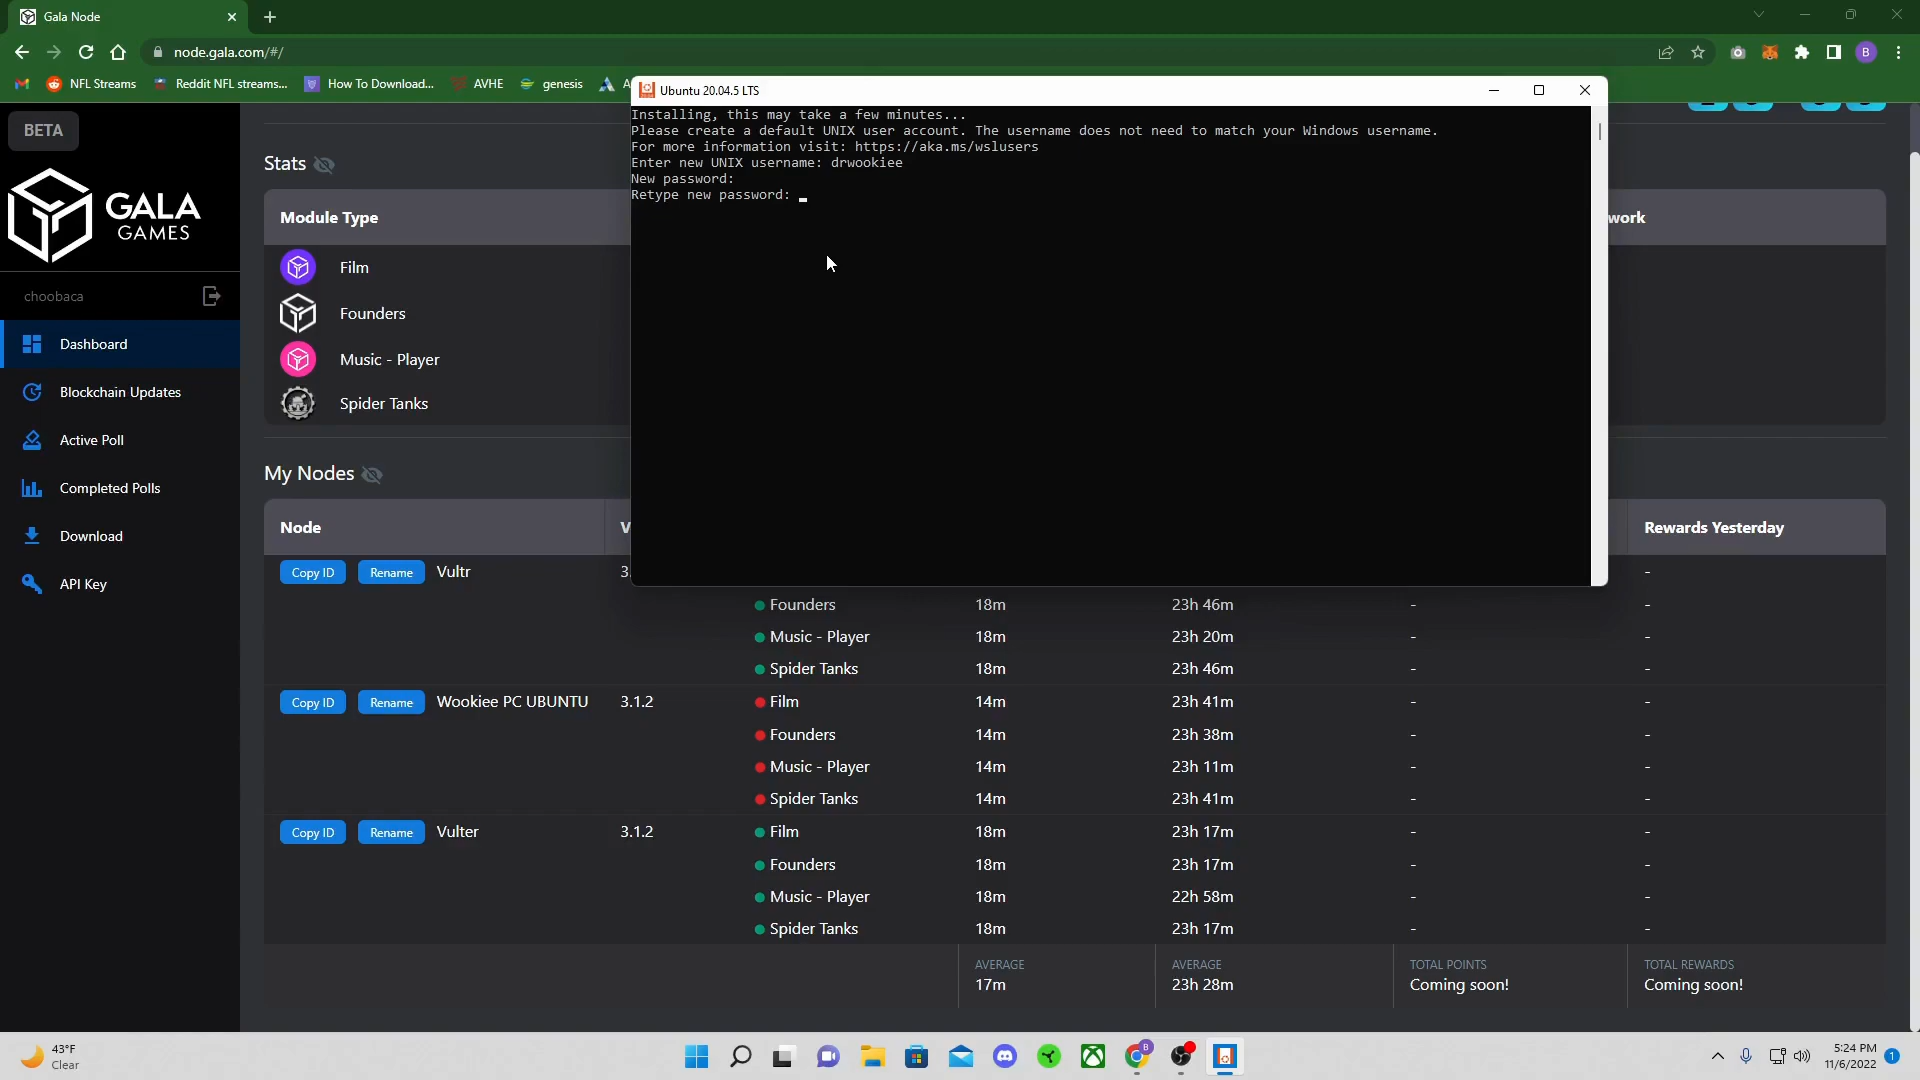 Gala Node
node.gala.com/#/
B
NFL Streams
Reddit NFL streams...
How To Download...
AVHE
genesis
A
Ubuntu 20.04.5 LTS
Installing, this may take a few minutes...
Please create a default UNIX user account. The username does not need to match your Windows username.
For more information visit: https://aka.ms/wslusers
Enter new UNIX username: drwookiee
New password:
Retype new password:
BETA
GALA
GAMES
choobaca
Dashboard
Blockchain Updates
Active Poll
Completed Polls
Download
API Key
Stats
Module Type
work
Film
Founders
Music - Player
Spider Tanks
My Nodes
Node
V
Rewards Yesterday
Copy ID Rename Vultr 3. -
Founders 18m 23h 46m - -
Music - Player 18m 23h 20m - -
Spider Tanks 18m 23h 46m - -
Copy ID Rename Wookiee PC UBUNTU 3.1.2 Film 14m 23h 41m - -
Founders 14m 23h 38m - -
Music - Player 14m 23h 11m - -
Spider Tanks 14m 23h 41m - -
Copy ID Rename Vulter 3.1.2 Film 18m 23h 17m - -
Founders 18m 23h 17m - -
Music - Player 18m 22h 58m - -
Spider Tanks 18m 23h 17m - -
AVERAGE AVERAGE TOTAL POINTS TOTAL REWARDS
17m 23h 28m Coming soon! Coming soon!
43°F
Clear
B
5:24 PM
11/6/2022
1